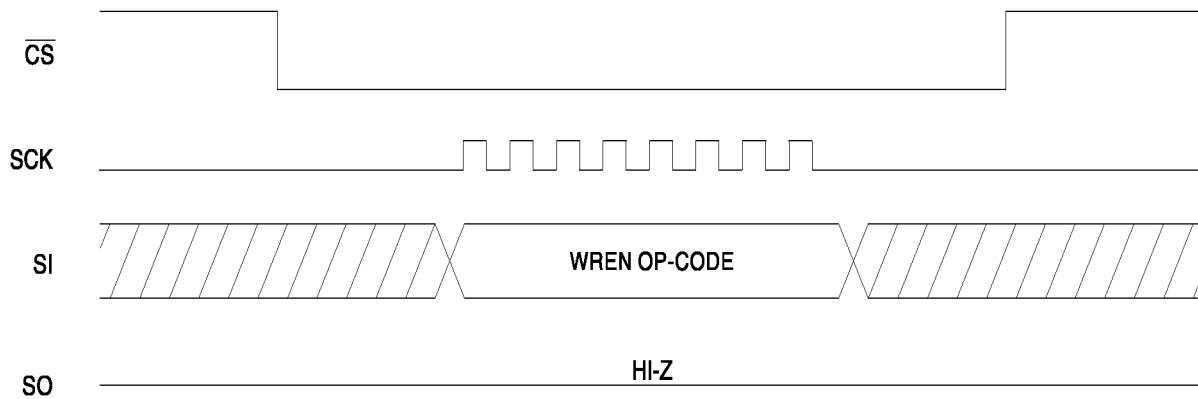 CS
SCK
SI
WREN OP-CODE
HI-Z
SO